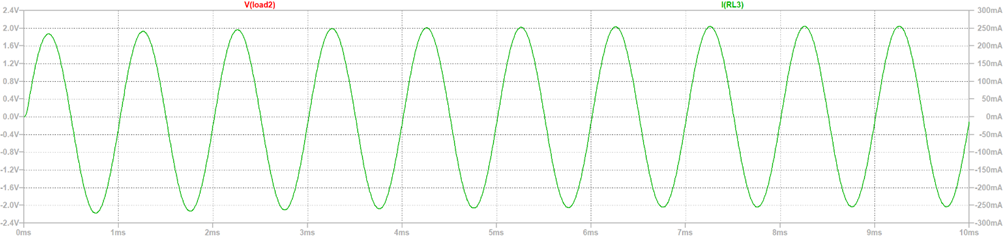 V(load2) I(RL3)
2.4V 300mA
2.0V 250mA
1.6V 200mA
1.2V 150mA
0.8V 100mA
0.4V 50mA
0.0V 0mA
-0.4V -50mA
-0.8V -100mA
-1.2V -150mA
-1.6V -200mA
-2.0V -250mA
-2.4V -300mA
0ms 1ms 2ms 3ms 4ms 5ms 6ms 7ms 8ms 9ms 10ms